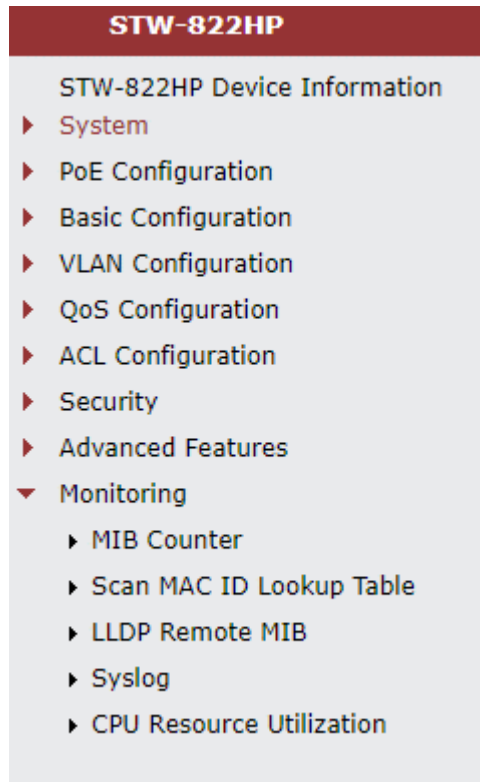 STW-822HP
STW-822HP Device Information
System
PoE Configuration
Basic Configuration
VLAN Configuration
QoS Configuration
ACL Configuration
Security
Advanced Features
Monitoring
MIB Counter
Scan MAC ID Lookup Table
LLDP Remote MIB
Syslog
CPU Resource Utilization